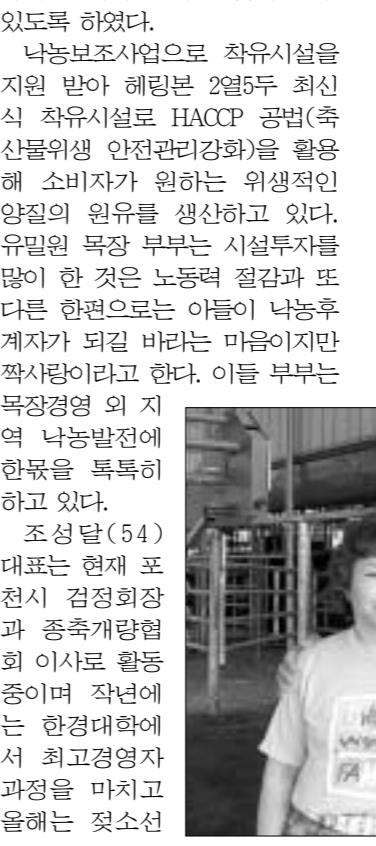 있도록 하였다.
낙농보조사업으로 착유시설을
지원 받아 헤링본 2열5두 최신
식 착유시설로 HACCP 공법(축
산물위생 안전관리강화)을 활용
해 소비자가 원하는 위생적인
양질의 원유를 생산하고 있다.
유밀원 목장 부부는 시설투자를
많이 한 것은 노동력 절감과 또
다른 한편으로는 아들이 낙농후
계자가 되길 바라는 마음이지만
짝사랑이라고 한다. 이들 부부는
목장경영 외 지
역 낙농발전에
한몫을 톡톡히
하고 있다.
조성달(54)
대표는 현재 포
천시 검정회장
과 종축개량협
회 이사로 활동
중이며 작년에
는 한경대학에
서 최고경영자
과정을 마치고
올해는 젖소선